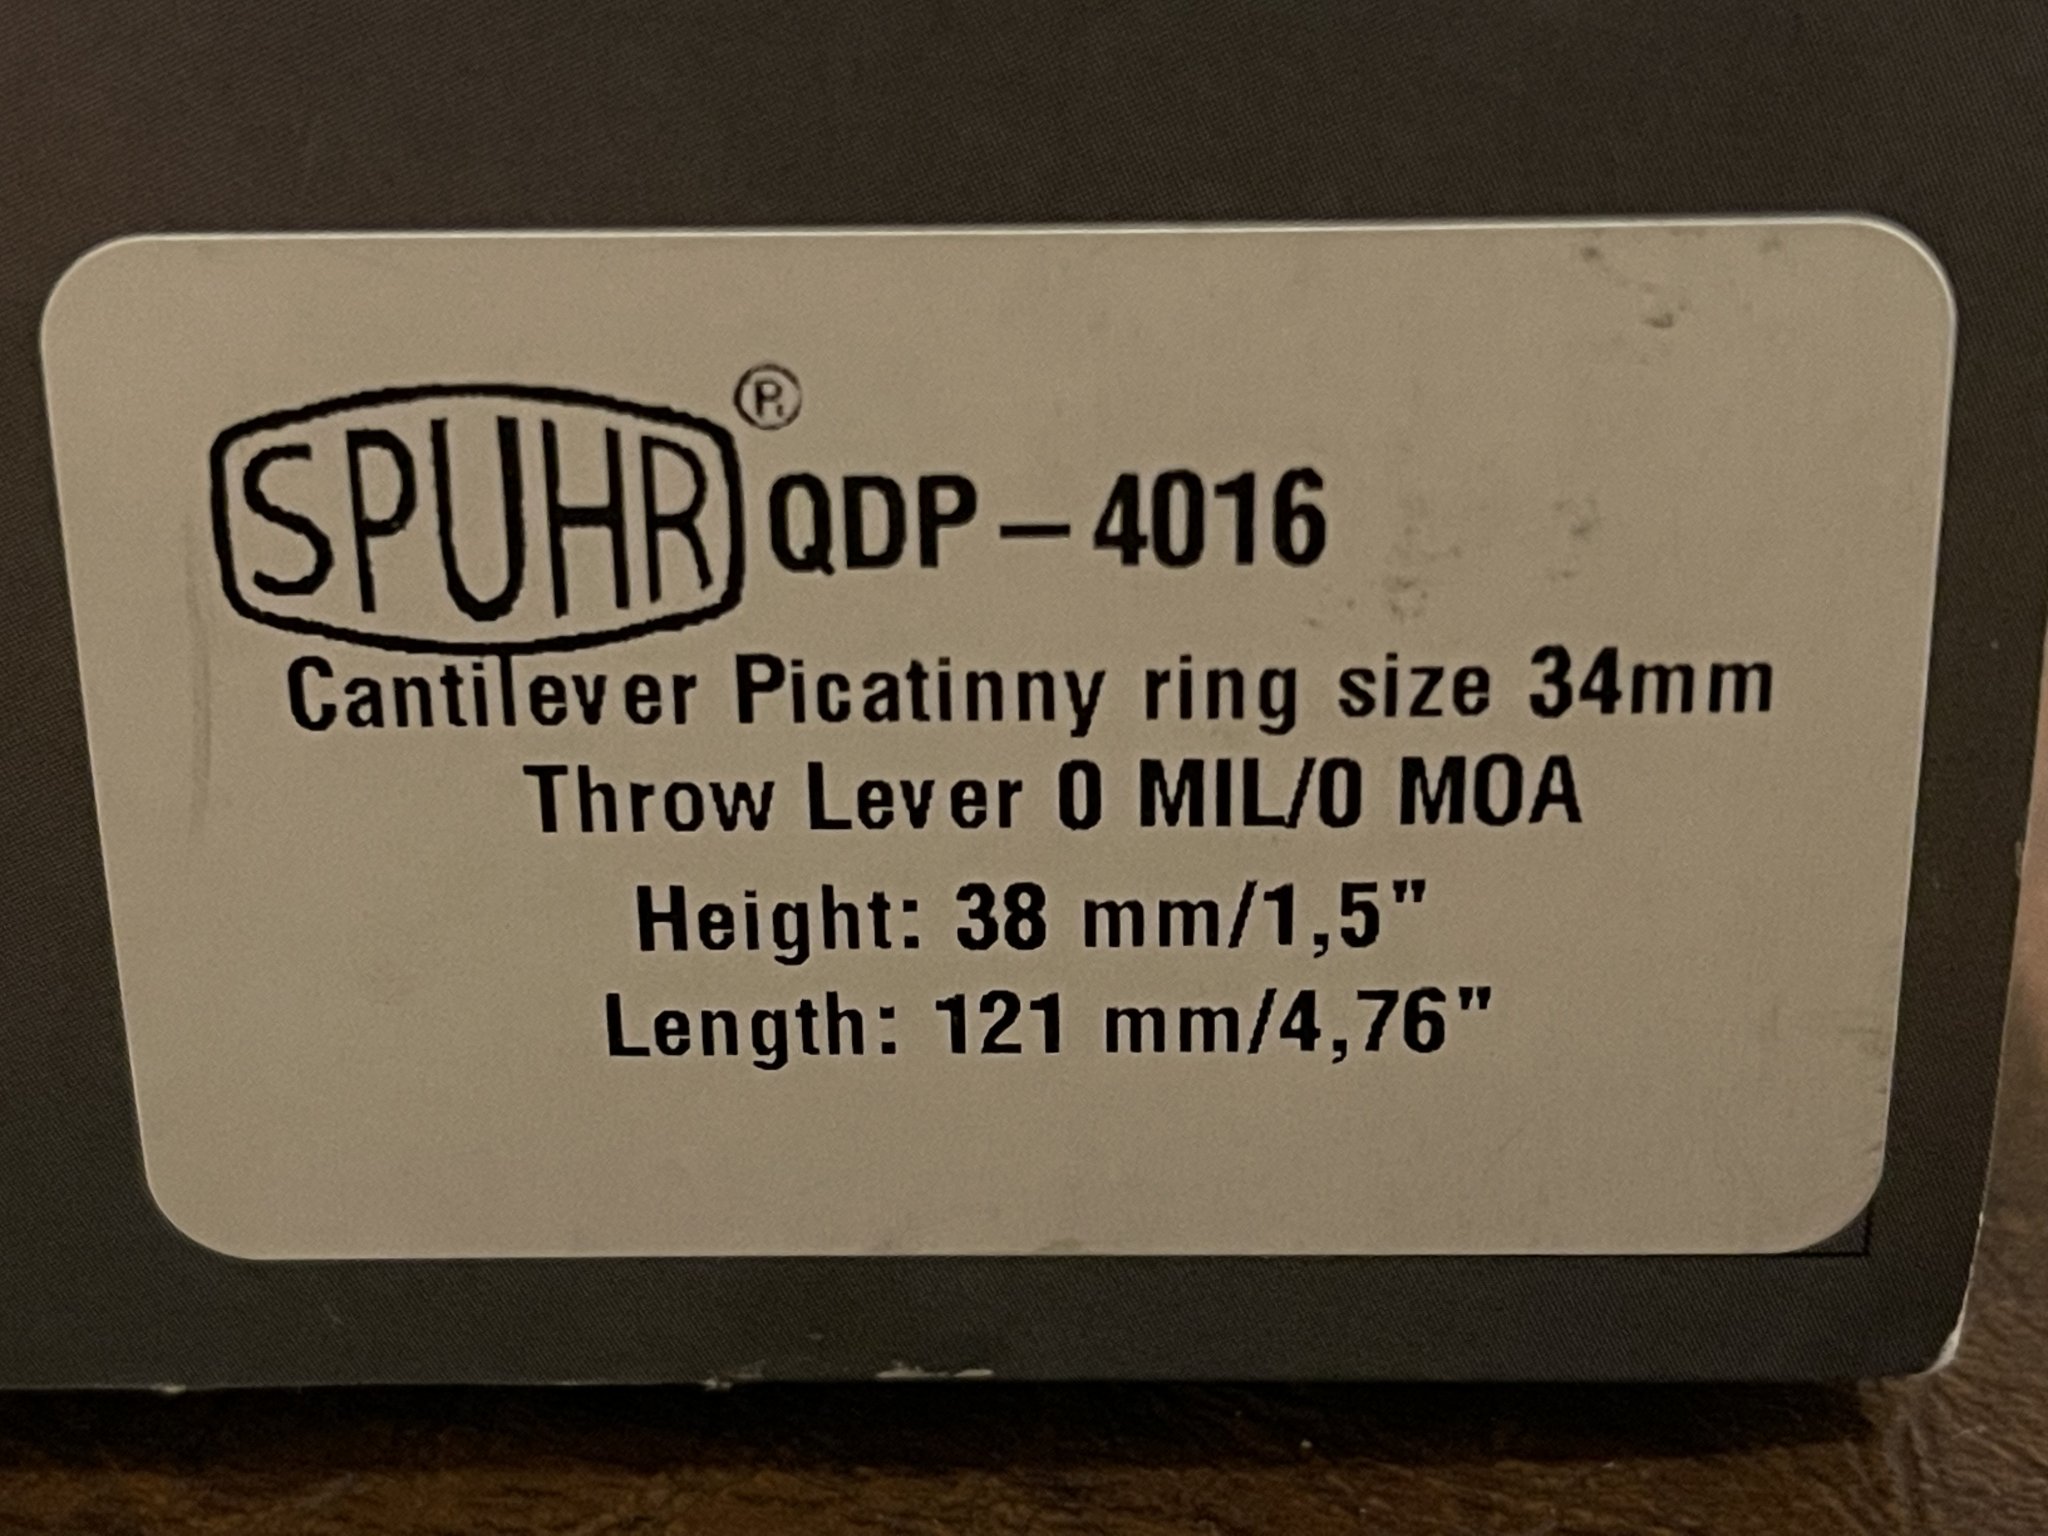 SPUHR® QDP-4016
Cantilever Picatinny ring size 34mm
Throw Lever 0 MIL/0 MOA
Height: 38 mm/1,5"
Length: 121 mm/4,76"